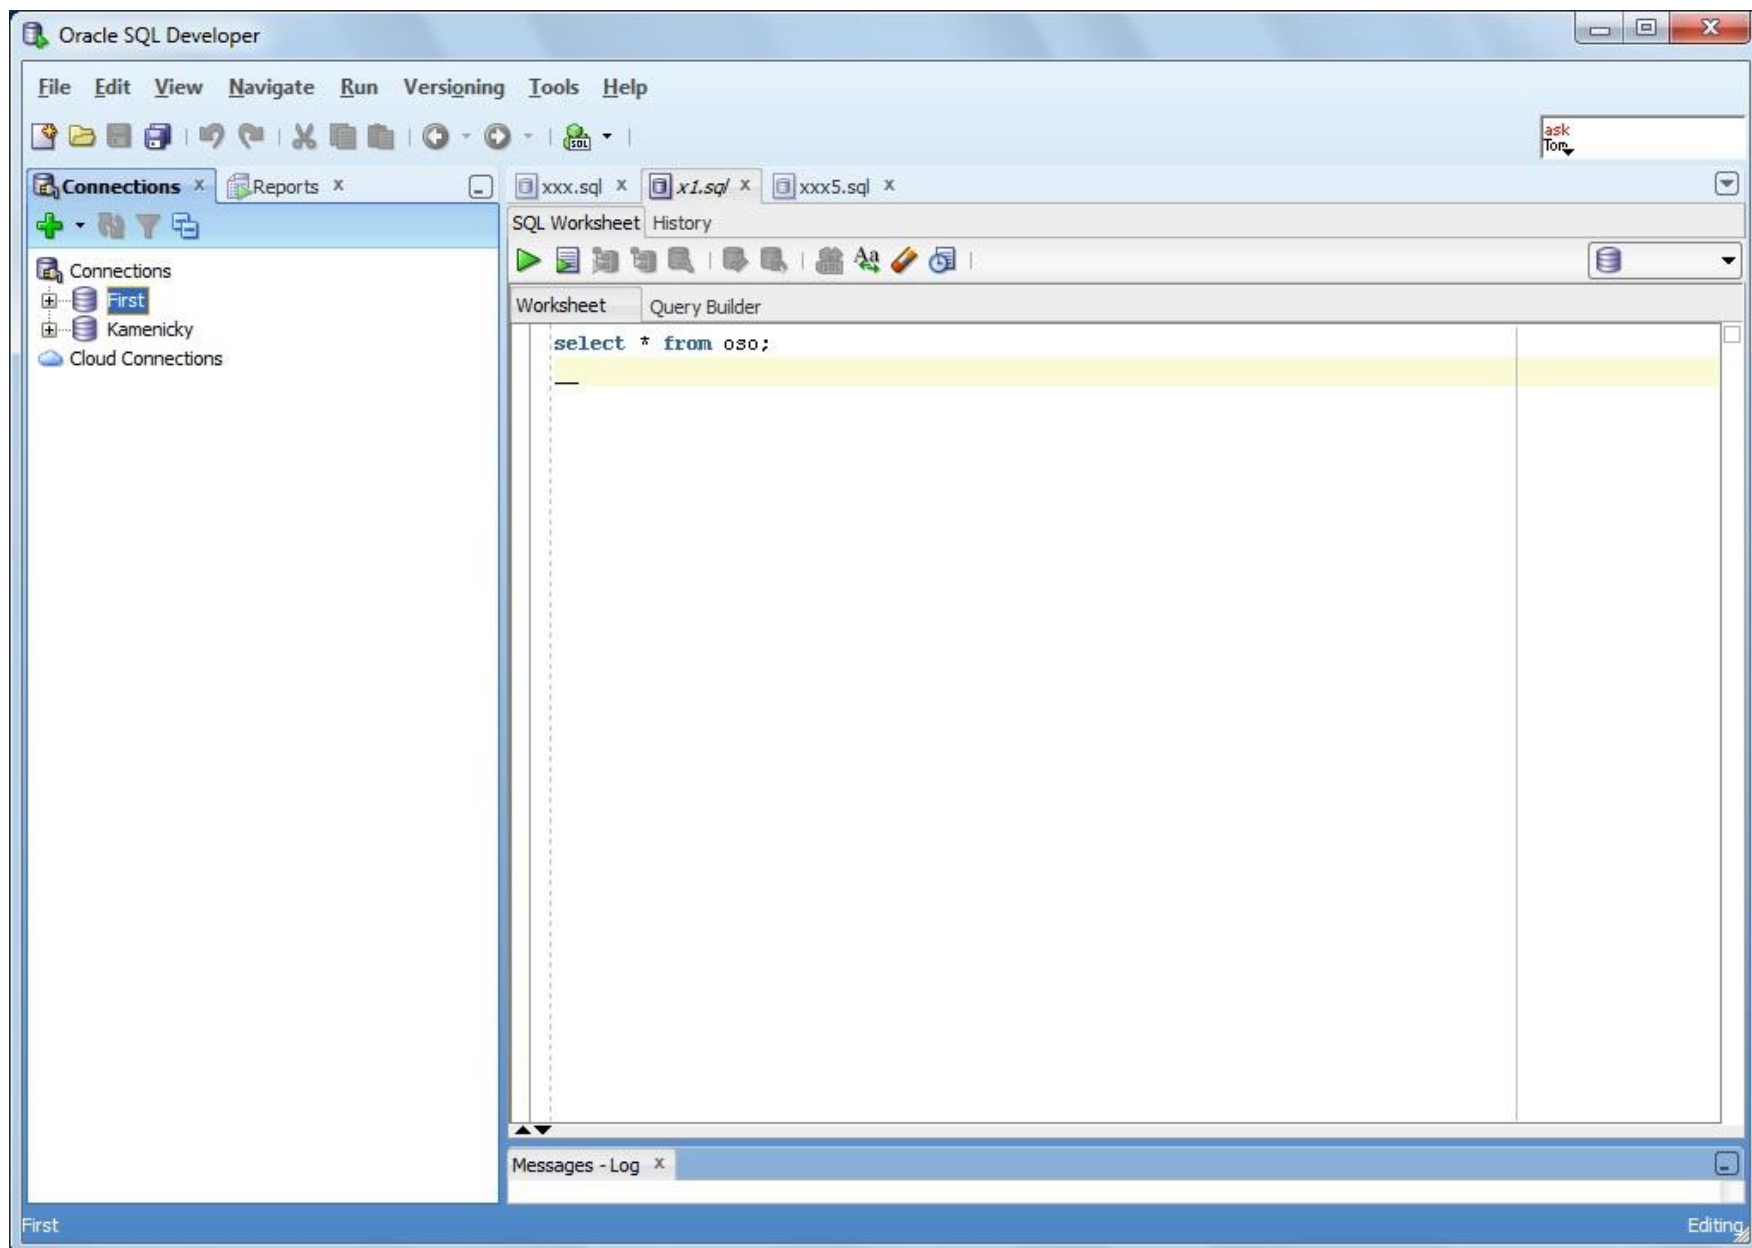 Oracle SQL Developer
File Edit View Navigate Run Versioning Tools Help
SQL
ask
Tom
Connections x Reports x
xxx.sql x x1.sql x xxx5.sql x
SQL Worksheet History
Aa
Connections
First
Kamenicky
Cloud Connections
Worksheet Query Builder
select * from oso;
Messages - Log x
First Editing